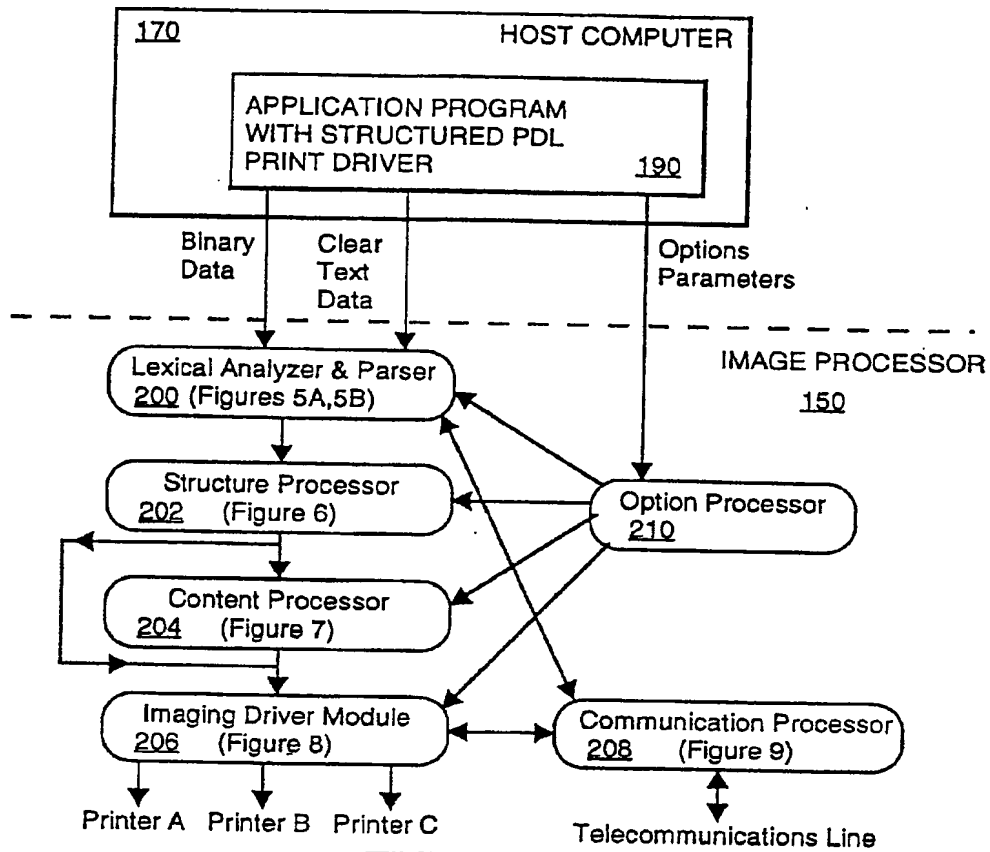 170
HOST COMPUTER
APPLICATION PROGRAM
WITH STRUCTURED PDL
PRINT DRIVER
190
Binary
Data
Clear
Text
Data
Options
Parameters
IMAGE PROCESSOR
150
Lexical Analyzer & Parser
200 (Figures 5A,5B)
Structure Processor
202 (Figure 6)
Option Processor
210
Content Processor
204 (Figure 7)
Imaging Driver Module
206 (Figure 8)
Communication Processor
208 (Figure 9)
Printer A Printer B Printer C
Telecommunications Line